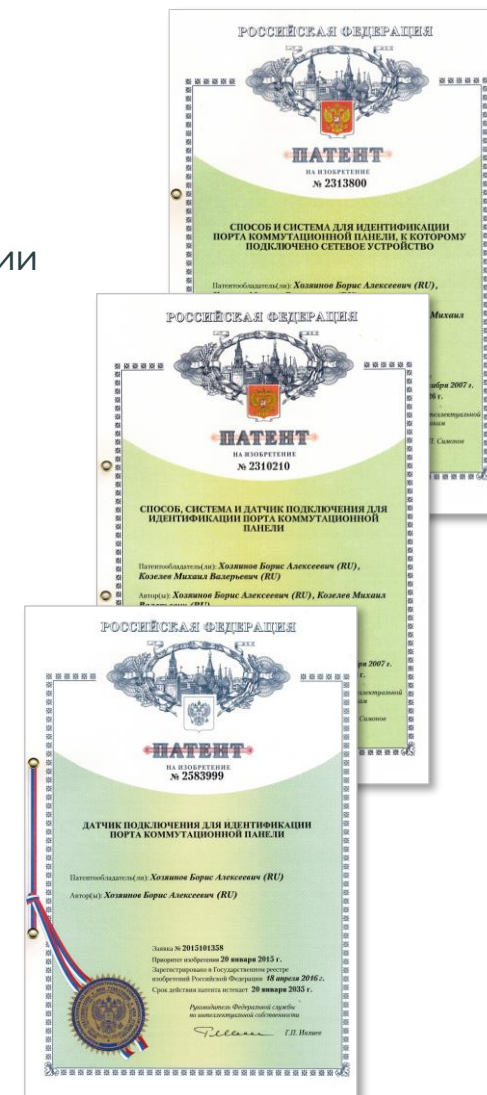 ИИ
РОССИЙСКАЯ ФЕДЕРАЦИЯ
ПАТЕНТ
НА ИЗОБРЕТЕНИЕ
№ 2313800
СПОСОБ И СИСТЕМА ДЛЯ ИДЕНТИФИКАЦИИ
ПОРТА КОММУТАЦИОННОЙ ПАНЕЛИ, К КОТОРОМУ
ПОДКЛЮЧЕНО СЕТЕВОЕ УСТРОЙСТВО
Патентообладатель(ли): Хозяинов Борис Алексеевич (RU),
Михаил
2007 г.
РОССИЙСКАЯ ФЕДЕРАЦИЯ
ПАТЕНТ
НА ИЗОБРЕТЕНИЕ
№ 2310210
СПОСОБ, СИСТЕМА И ДАТЧИК ПОДКЛЮЧЕНИЯ ДЛЯ
ИДЕНТИФИКАЦИИ ПОРТА КОММУТАЦИОННОЙ
ПАНЕЛИ
Патентообладатель(ли): Хозяинов Борис Алексеевич (RU),
Козелев Михаил Валерьевич (RU)
Автор(ы): Хозяинов Борис Алексеевич (RU), Козелев Михаил
Валерьевич (RU)
2007 г.
РОССИЙСКАЯ ФЕДЕРАЦИЯ
ПАТЕНТ
НА ИЗОБРЕТЕНИЕ
№ 2583999
ДАТЧИК ПОДКЛЮЧЕНИЯ ДЛЯ ИДЕНТИФИКАЦИИ
ПОРТА КОММУТАЦИОННОЙ ПАНЕЛИ
Патентообладатель(ли): Хозяинов Борис Алексеевич (RU)
Автор(ы): Хозяинов Борис Алексеевич (RU)
Заявка № 2015101358
Приоритет изобретения 20 января 2015 г.
Зарегистрировано в Государственном реестре
изобретений Российской Федерации 18 апреля 2016 г.
Срок действия патента истекает 20 января 2035 г.
Руководитель Федеральной службы
по интеллектуальной собственности
Г.П. Ивлиев